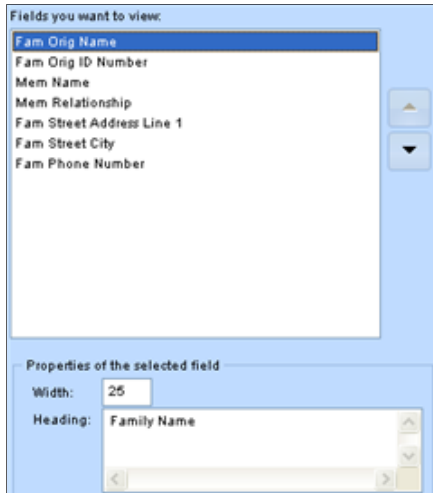 Fields you want to view:
Fam Orig Name
Fam Orig ID Number
Mem Name
Mem Relationship
Fam Street Address Line 1
Fam Street City
Fam Phone Number
Properties of the selected field
Width: 25
Heading: Family Name